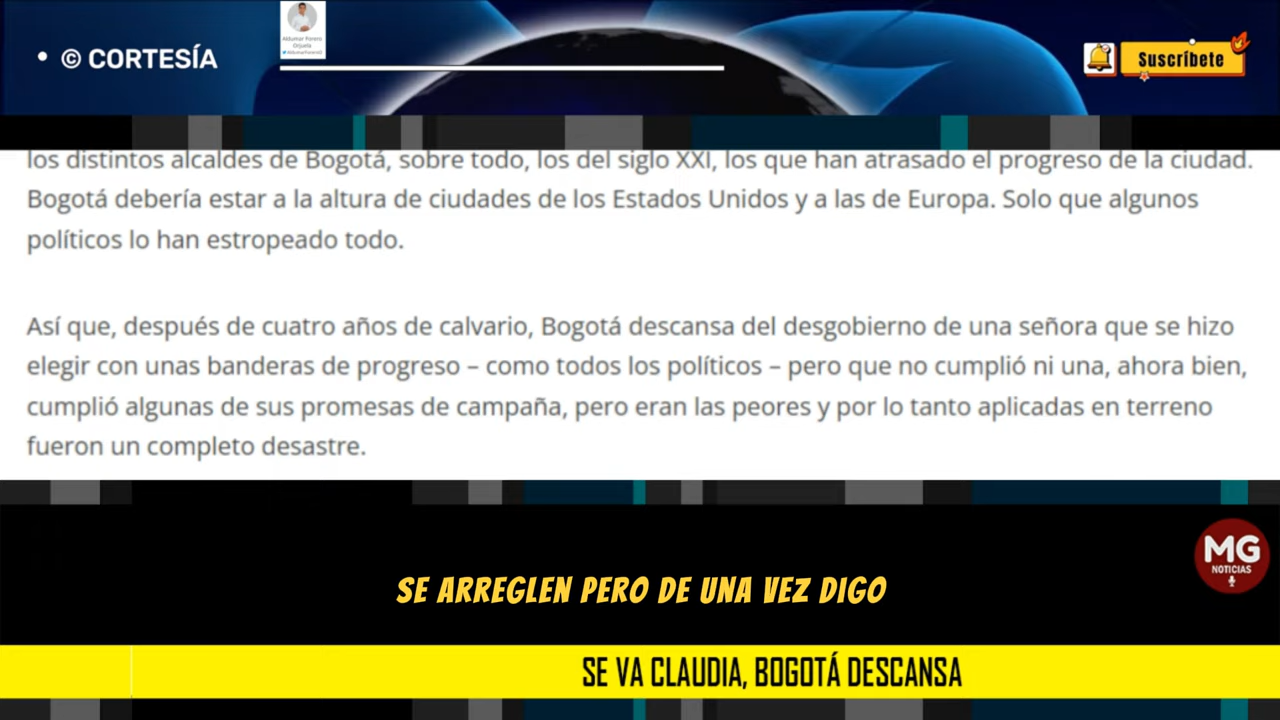 • © CORTESÍA
Aldumar Forero
Orjuela
@AldumarForeroO
Suscríbete
los distintos alcaldes de Bogotá, sobre todo, los del siglo XXI, los que han atrasado el progreso de la ciudad.
Bogotá debería estar a la altura de ciudades de los Estados Unidos y a las de Europa. Solo que algunos
políticos lo han estropeado todo.
Así que, después de cuatro años de calvario, Bogotá descansa del desgobierno de una señora que se hizo
elegir con unas banderas de progreso – como todos los políticos – pero que no cumplió ni una, ahora bien,
cumplió algunas de sus promesas de campaña, pero eran las peores y por lo tanto aplicadas en terreno
fueron un completo desastre.
MG
NOTICIAS
SE ARREGLEN PERO DE UNA VEZ DIGO
SE VA CLAUDIA, BOGOTÁ DESCANSA